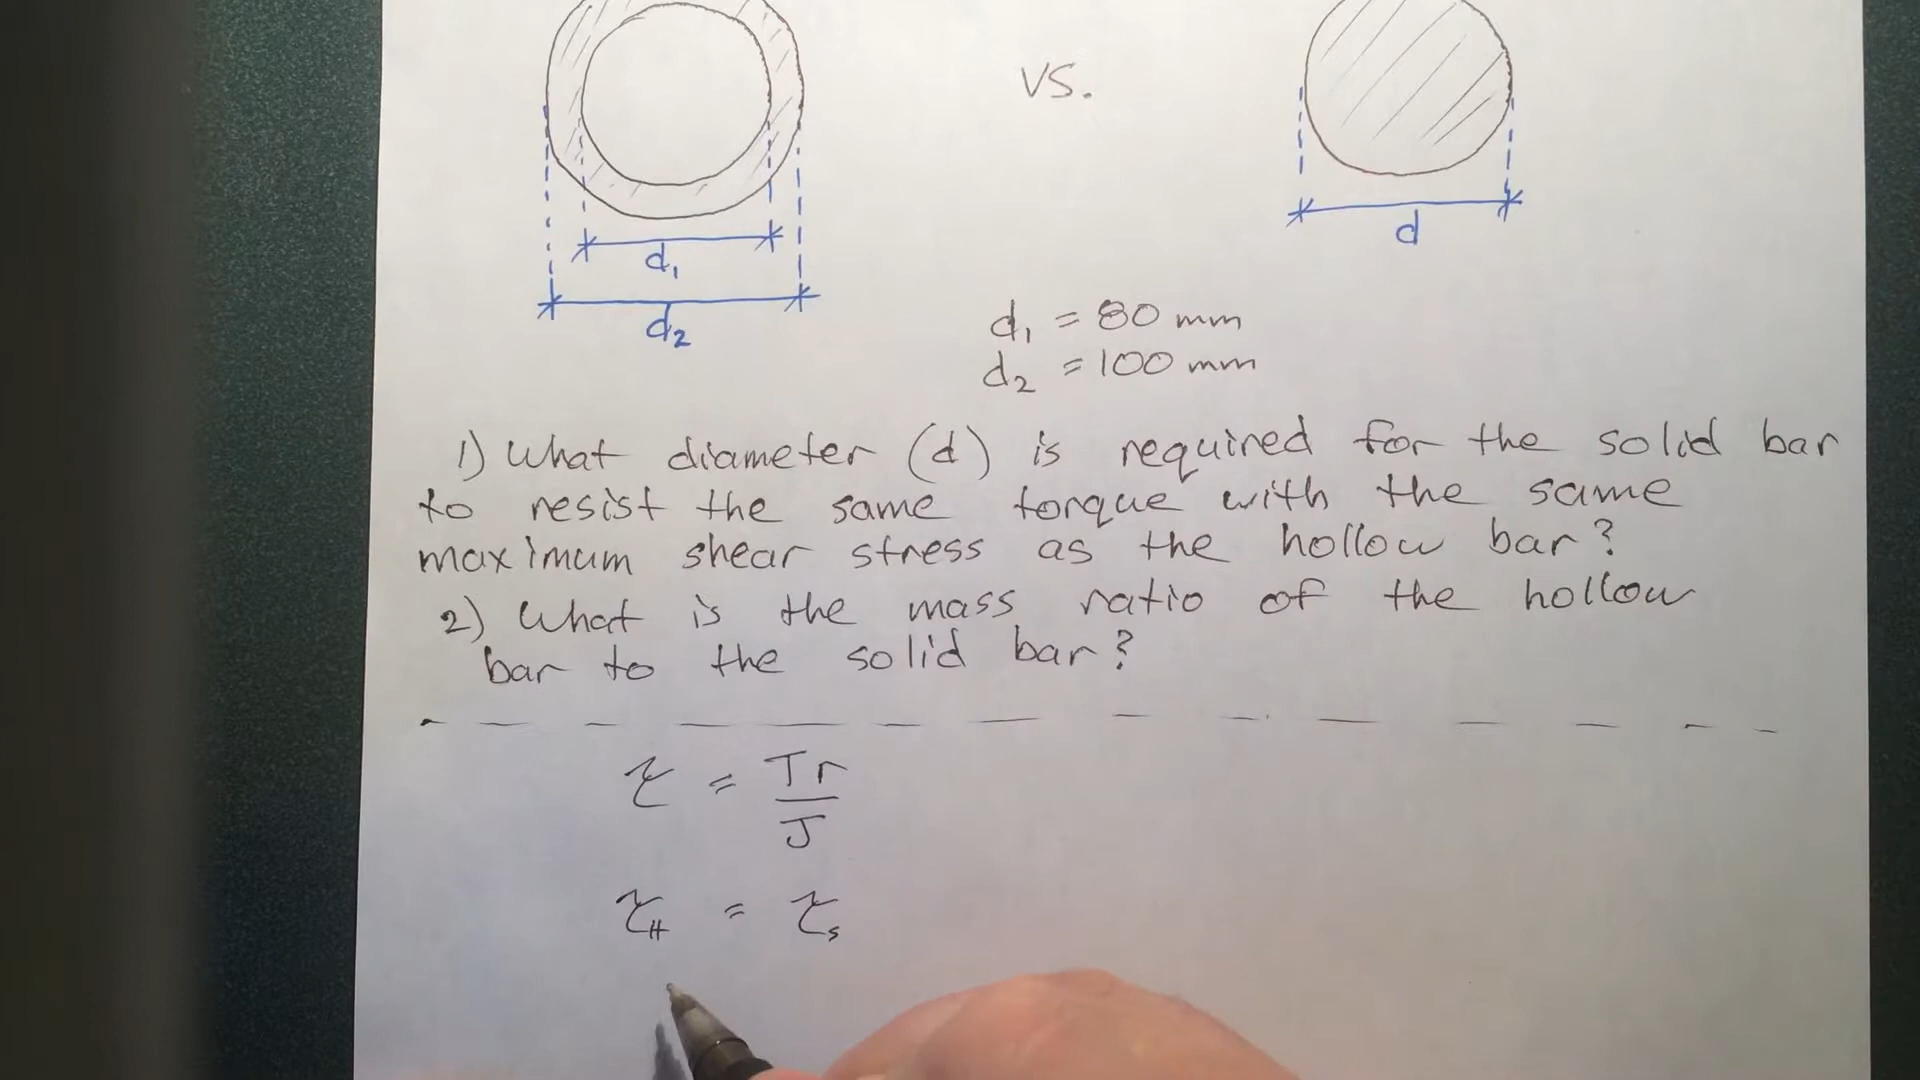 vs.
d
d₁
d₂
d₁ = 80 mm
d₂ = 100 mm
1) What diameter (d) is required for the solid bar
to resist the same torque with the same
maximum shear stress as the hollow bar?
2) What is the mass ratio of the hollow
bar to the solid bar?
τ = Tr/J
τ_H = τ_s